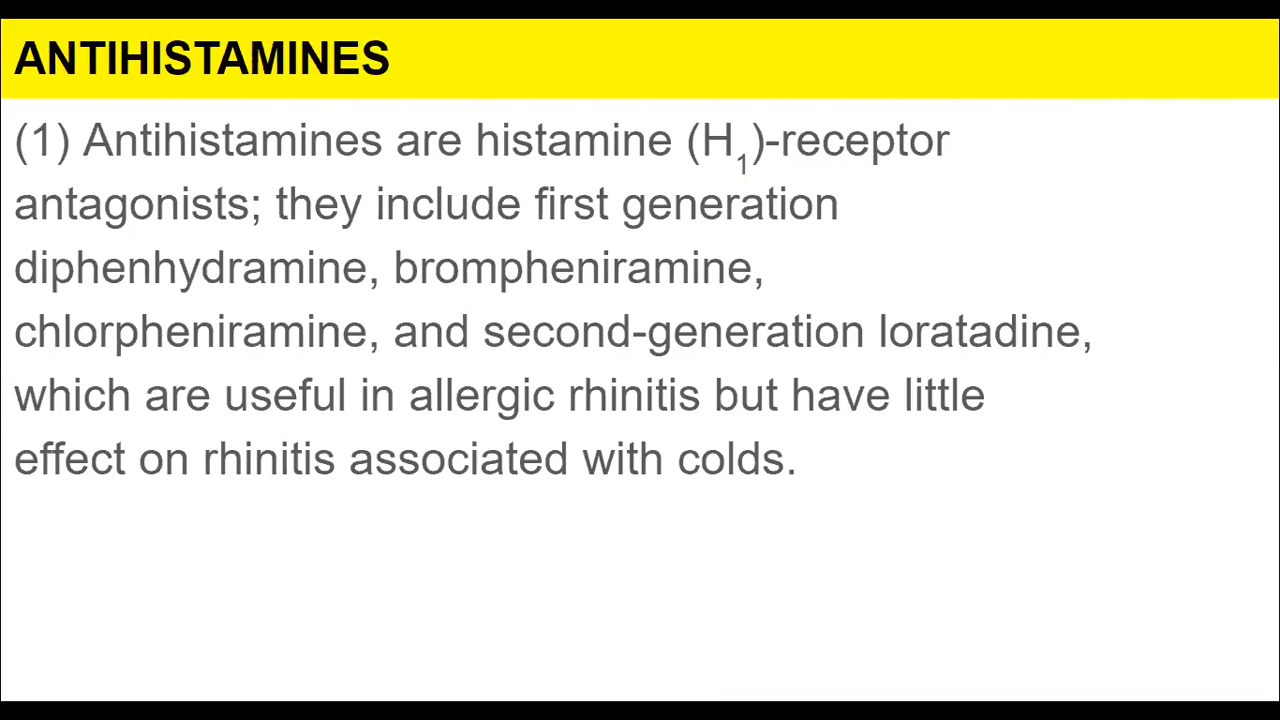 ANTIHISTAMINES
(1) Antihistamines are histamine (H₁)-receptor
antagonists; they include first generation
diphenhydramine, brompheniramine,
chlorpheniramine, and second-generation loratadine,
which are useful in allergic rhinitis but have little
effect on rhinitis associated with colds.